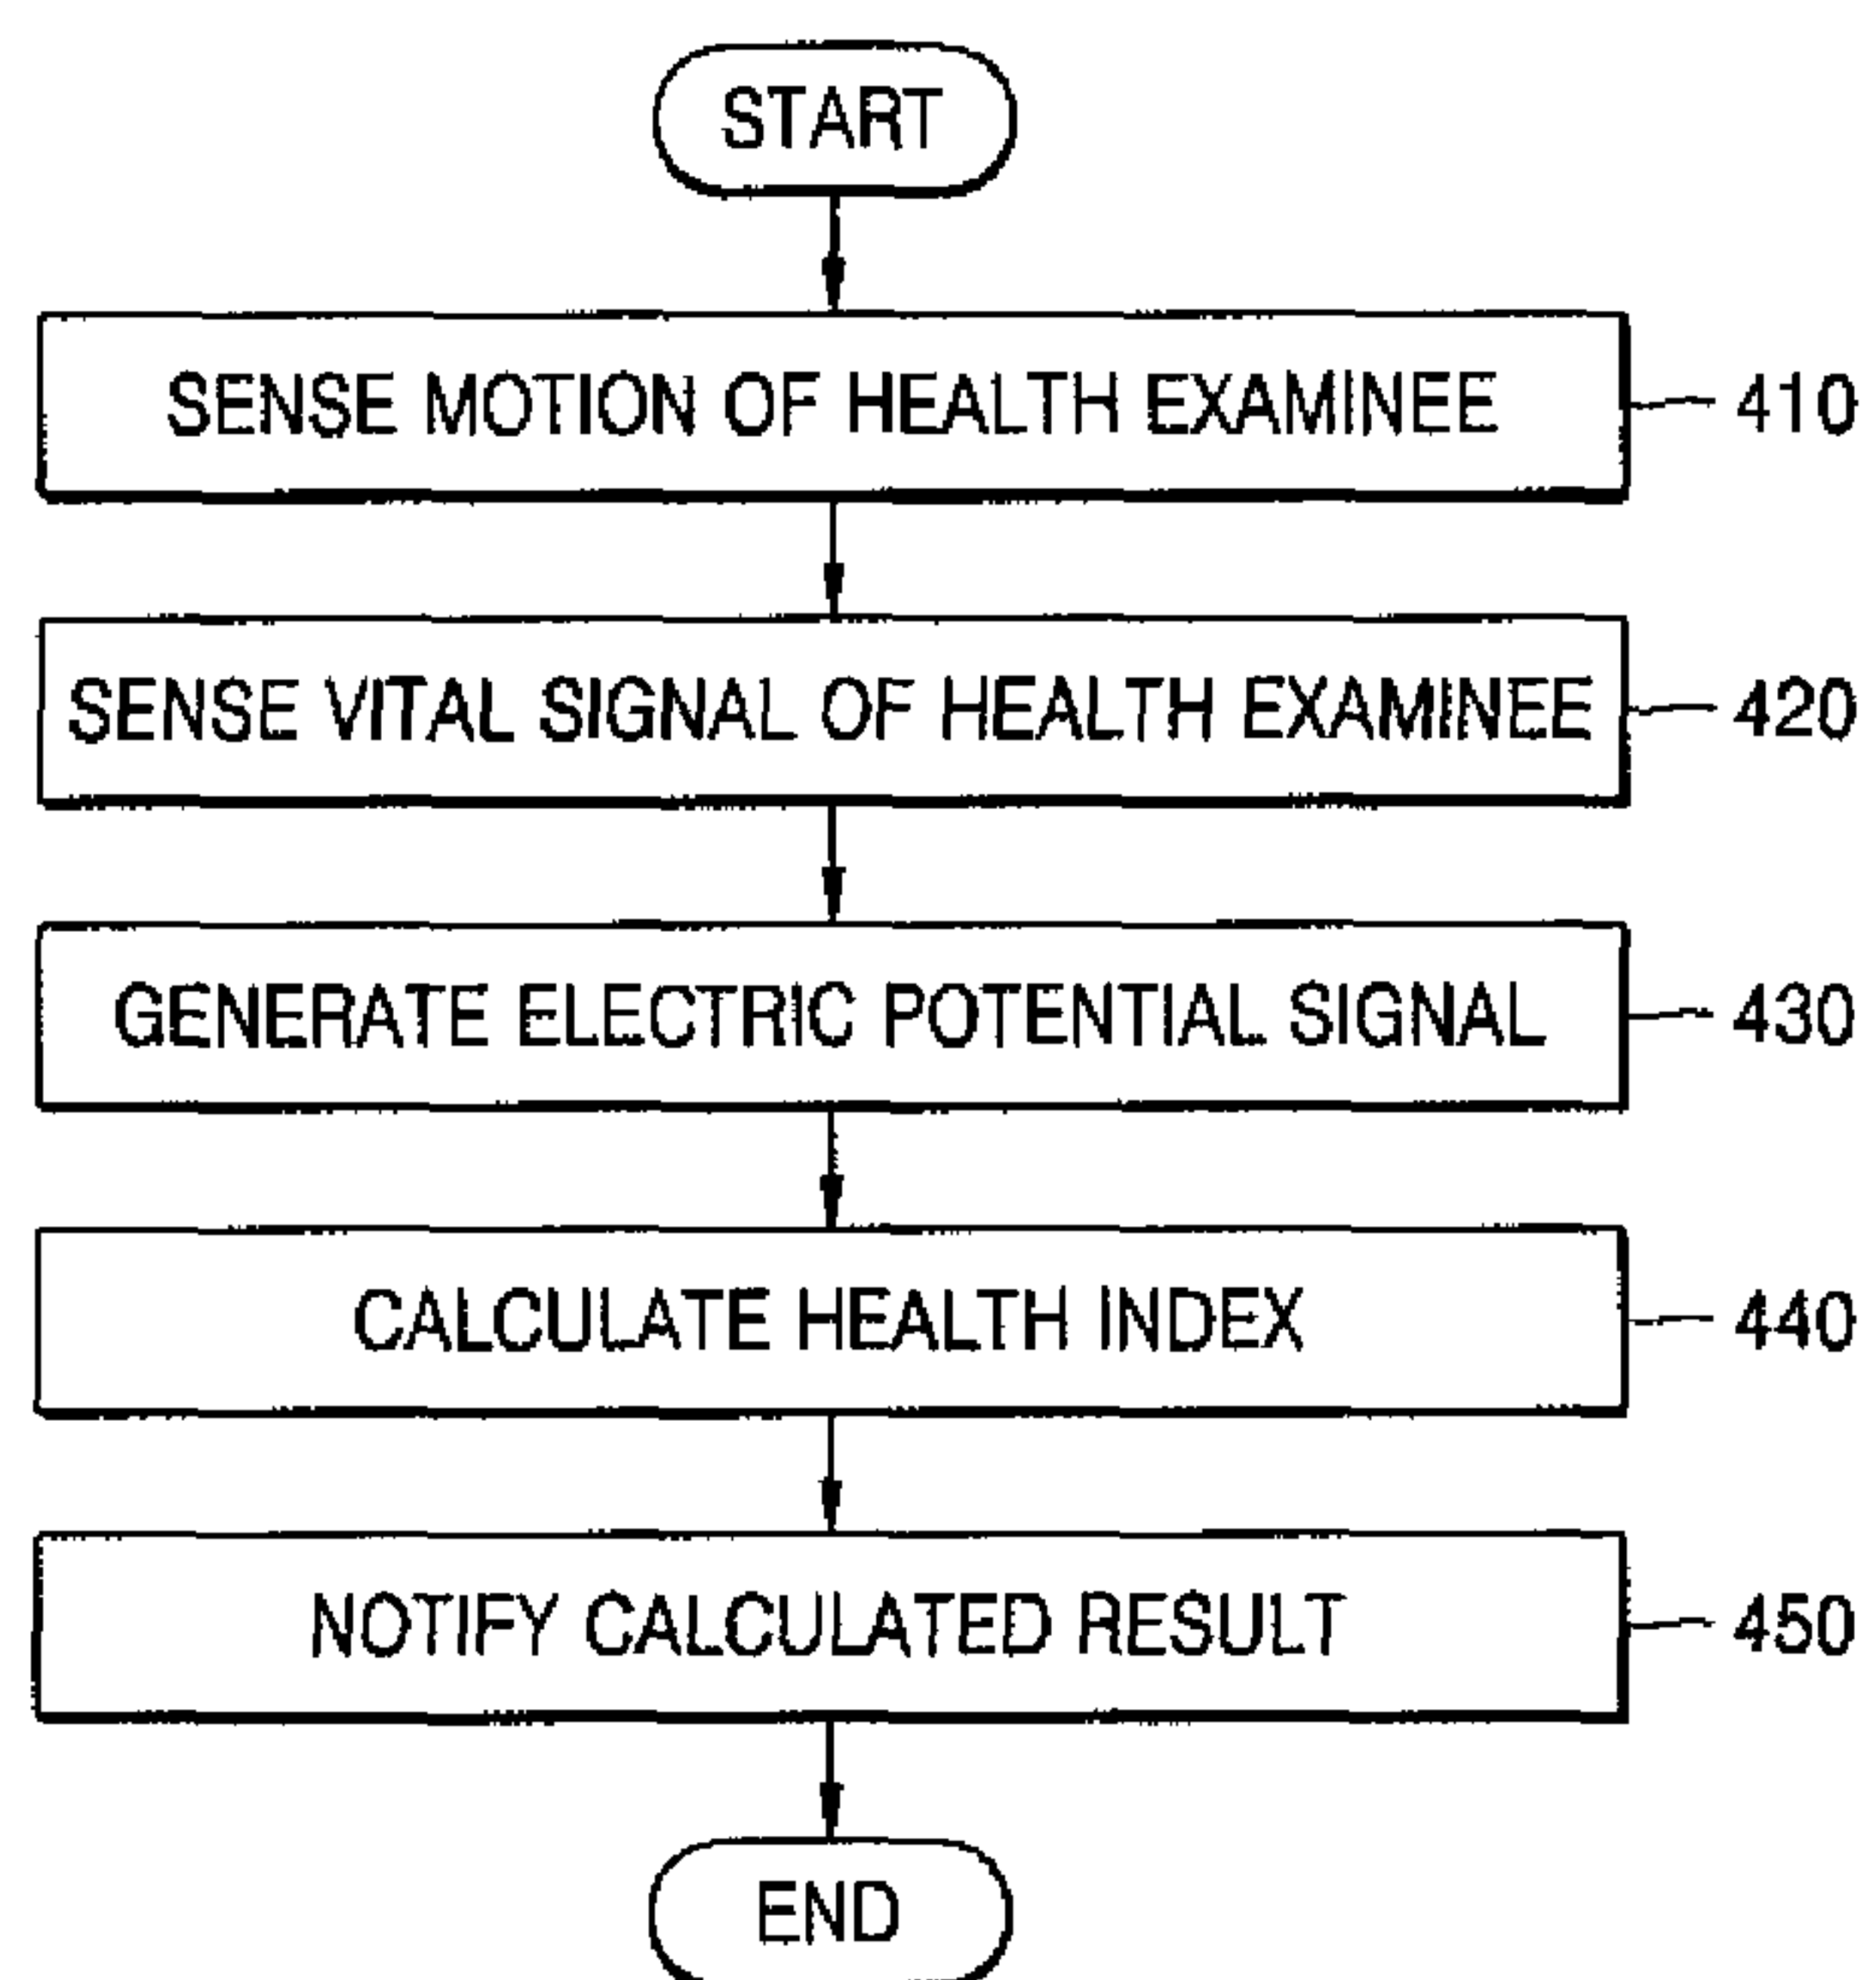 START
SENSE MOTION OF HEALTH EXAMINEE
410
SENSE VITAL SIGNAL OF HEALTH EXAMINEE
420
GENERATE ELECTRIC POTENTIAL SIGNAL
430
CALCULATE HEALTH INDEX
440
NOTIFY CALCULATED RESULT
450
END